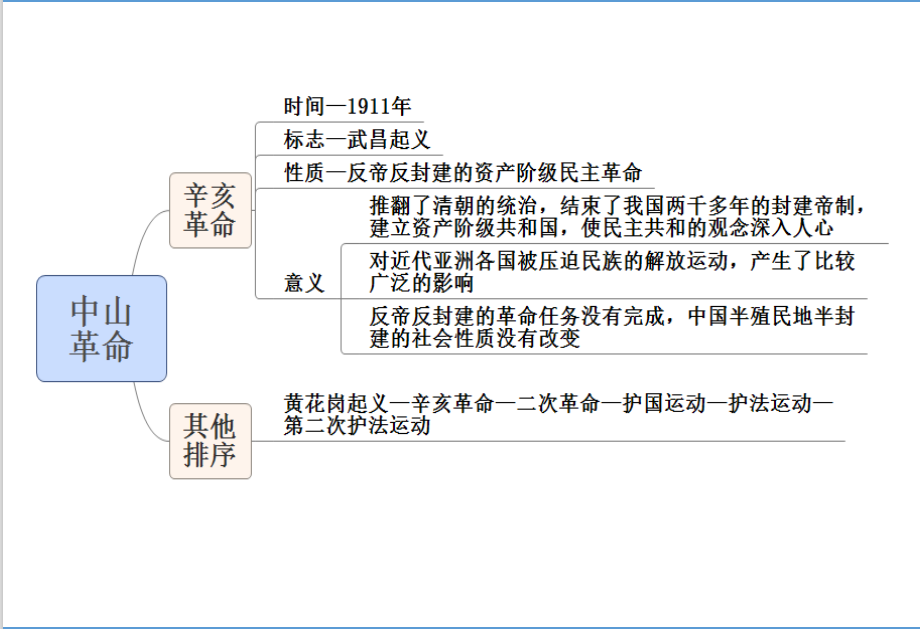 中山
革命
辛亥
革命
时间—1911年
标志—武昌起义
性质—反帝反封建的资产阶级民主革命
意义
推翻了清朝的统治，结束了我国两千多年的封建帝制，
建立资产阶级共和国，使民主共和的观念深入人心
对近代亚洲各国被压迫民族的解放运动，产生了比较
广泛的影响
反帝反封建的革命任务没有完成，中国半殖民地半封
建的社会性质没有改变
其他
排序
黄花岗起义—辛亥革命—二次革命—护国运动—护法运动—
第二次护法运动